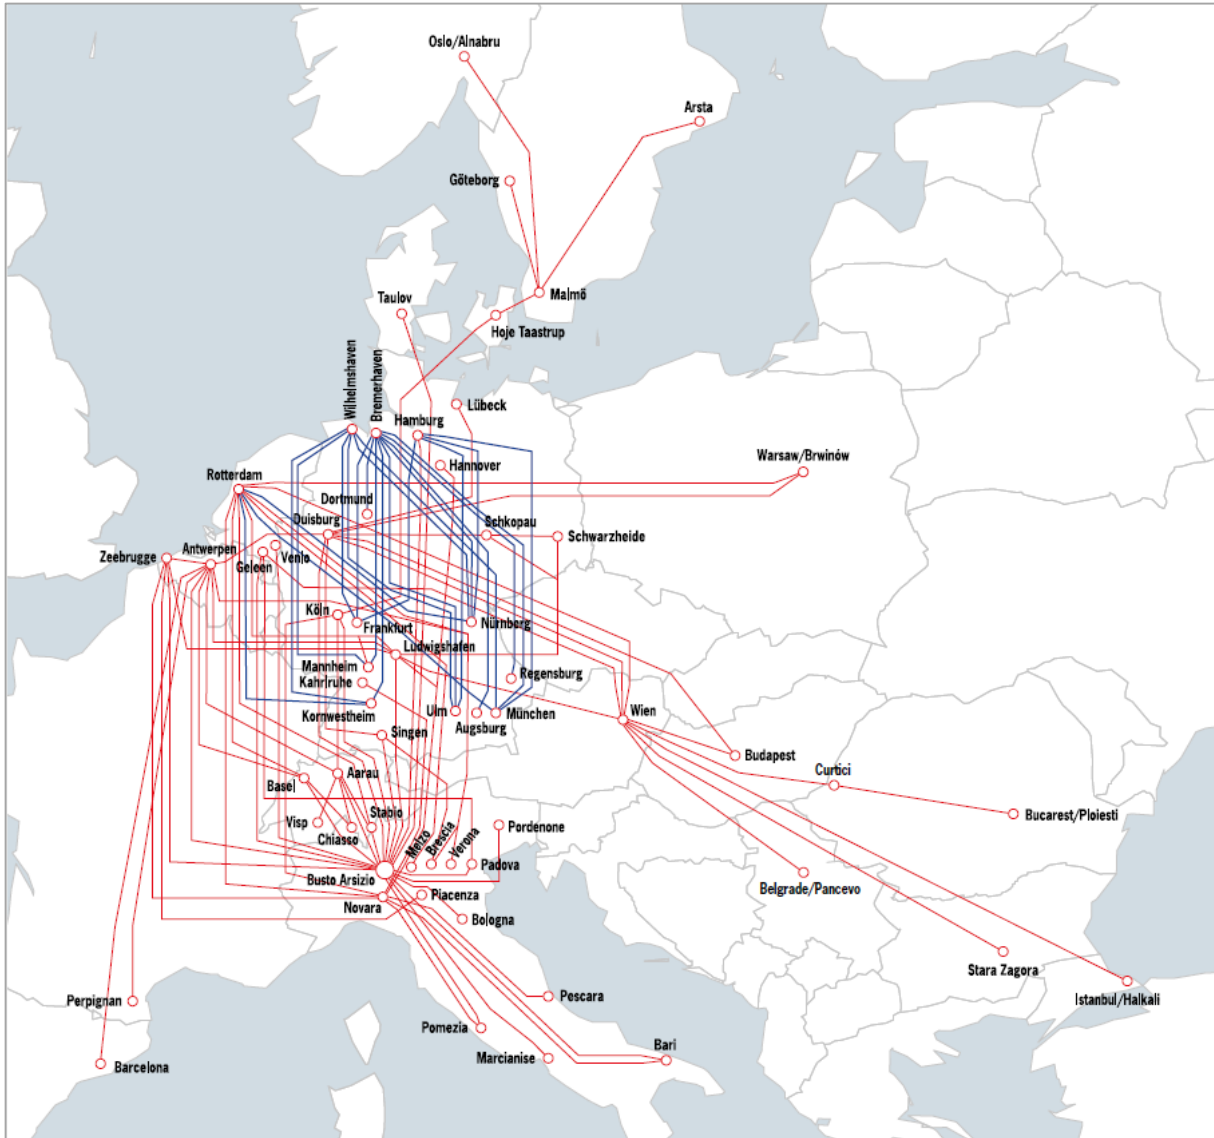 Oslo/Alnabru
Arsta
Göteborg
Malmö
Taulov
Hoje Taastrup
Wilhelmshaven
Bremerhaven
Hamburg
Lübeck
Hannover
Warsaw/Brwinów
Rotterdam
Dortmund
Duisburg
Schkopau
Schwarzheide
Zeebrugge
Antwerpen
Geleen
Venlo
Köln
Frankfurt
Nürnberg
Ludwigshafen
Mannheim
Kahrlruhe
Regensburg
Kornwestheim
Ulm
Augsburg
München
Wien
Singen
Budapest
Curtici
Basel
Aarau
Bucarest/Ploiesti
Visp
Chiasso
Stabio
Melzo
Brescia
Verona
Padova
Pordenone
Busto Arsizio
Piacenza
Novara
Bologna
Belgrade/Pancevo
Stara Zagora
Istanbul/Halkali
Perpignan
Pescara
Pomezia
Marcianise
Bari
Barcelona